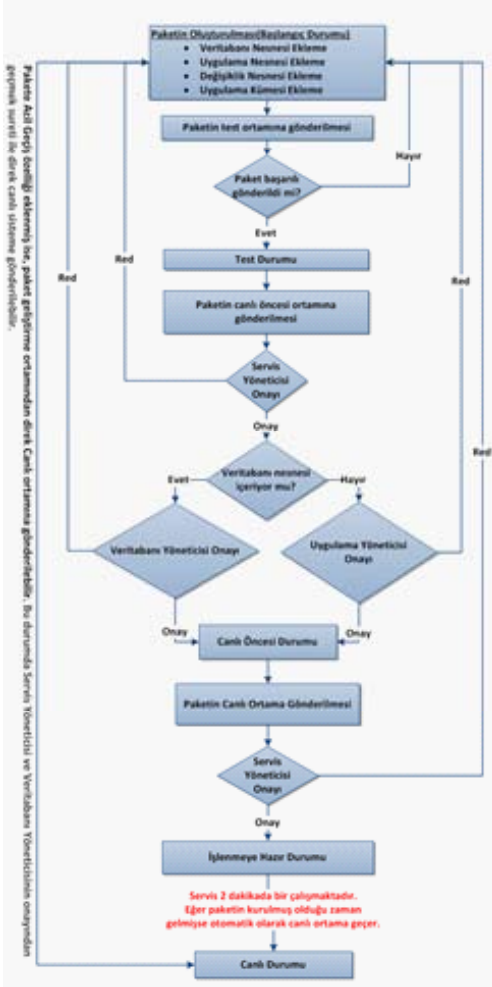 Paketin Oluşturulması(Başlangıç Durumu)
• Veritabanı Nesnesi Ekleme
• Uygulama Nesnesi Ekleme
• Değişiklik Nesnesi Ekleme
• Uygulama Kümesi Ekleme
Paketin test ortamına gönderilmesi
Hayır
Paket başarılı
gönderildi mi?
Evet
Test Durumu
Red
Red
Red
Paketin canlı öncesi ortamına
gönderilmesi
Servis
Yöneticisi
Onayı
Onay
Red
Veritabanı nesnesi
içeriyor mu?
Evet
Hayır
Veritabanı Yöneticisi Onayı
Uygulama Yöneticisi
Onayı
Onay
Onay
Canlı Öncesi Durumu
Paketin Canlı Ortama Gönderilmesi
Servis
Yöneticisi
Onayı
Onay
İşlenmeye Hazır Durumu
Servis 2 dakikada bir çalışmaktadır.
Eğer paketin kurulmuş olduğu zaman
gelmişse otomatik olarak canlı ortama geçer.
Canlı Durumu
Pakete Acil Geçiş özelliği eklenmiş ise, paket geliştirme ortamından direk Canlı ortamına gönderilebilir. Bu durumda Servis Yöneticisi ve Veritabanı Yöneticisinin onayından
geçmek sureti ile direk canlı sisteme gönderilebilir.